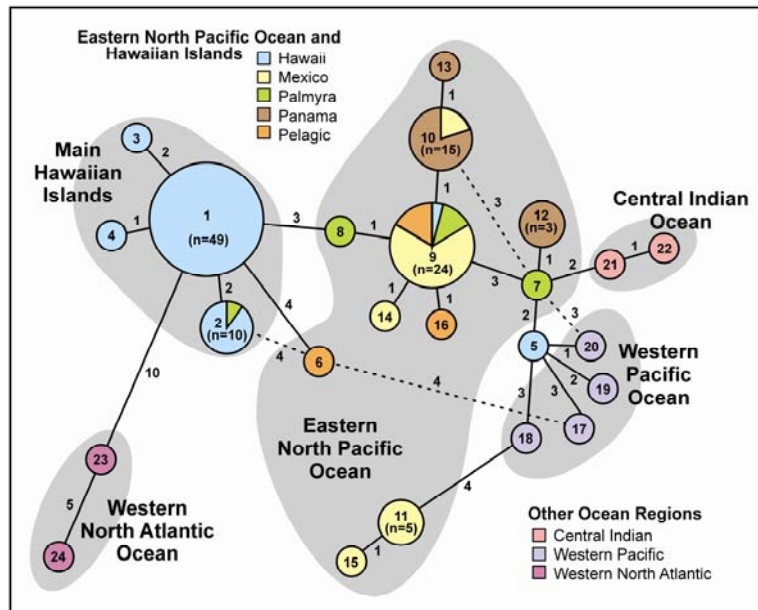 Eastern North Pacific Ocean and
Hawaiian Islands
Hawaii
Mexico
Palmyra
Panama
Pelagic
13
1
10
(n=15)
3
2
Main
Hawaiian
Islands
1
(n=49)
4
1
3
8
1
1
9
(n=24)
3
12
(n=3)
1
Central Indian
Ocean
1
22
21
2
7
3
3
2
1
14
1
16
2
2
(n=10)
4
4
6
4
5
1
20
2
19
3
3
17
18
Western
Pacific
Ocean
10
Eastern
North Pacific
Ocean
4
23
5
24
Western
North Atlantic
Ocean
11
(n=5)
1
15
Other Ocean Regions
Central Indian
Western Pacific
Western North Atlantic